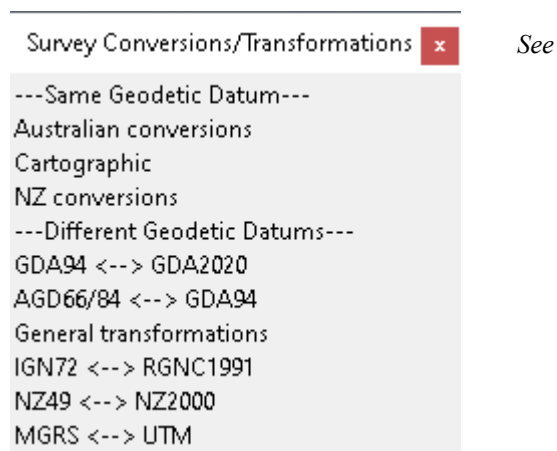 Survey Conversions/Transformations x
See
---Same Geodetic Datum---
Australian conversions
Cartographic
NZ conversions
---Different Geodetic Datums---
GDA94 <--> GDA2020
AGD66/84 <--> GDA94
General transformations
IGN72 <--> RGNC1991
NZ49 <--> NZ2000
MGRS <--> UTM